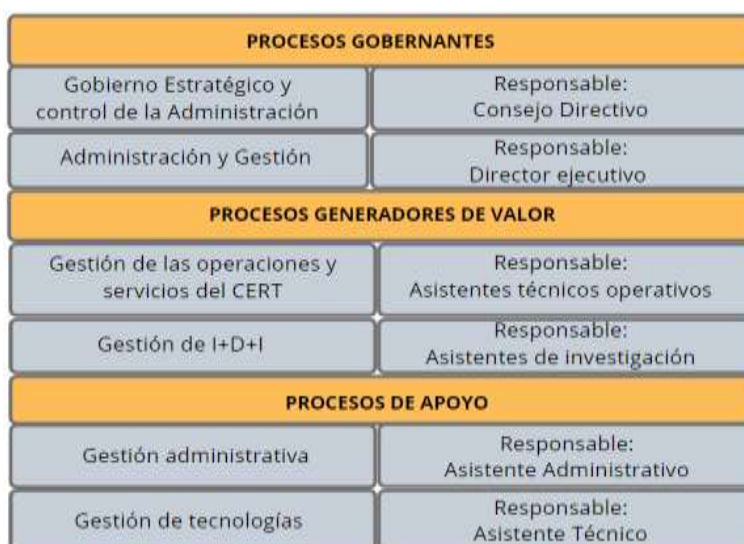 PROCESOS GOBERNANTES
Gobierno Estratégico y
control de la Administración
Responsable:
Consejo Directivo
Administración y Gestión
Responsable:
Director ejecutivo
PROCESOS GENERADORES DE VALOR
Gestión de las operaciones y
servicios del CERT
Responsable:
Asistentes técnicos operativos
Gestión de I+D+I
Responsable:
Asistentes de investigación
PROCESOS DE APOYO
Gestión administrativa
Responsable:
Asistente Administrativo
Gestión de tecnologías
Responsable:
Asistente Técnico